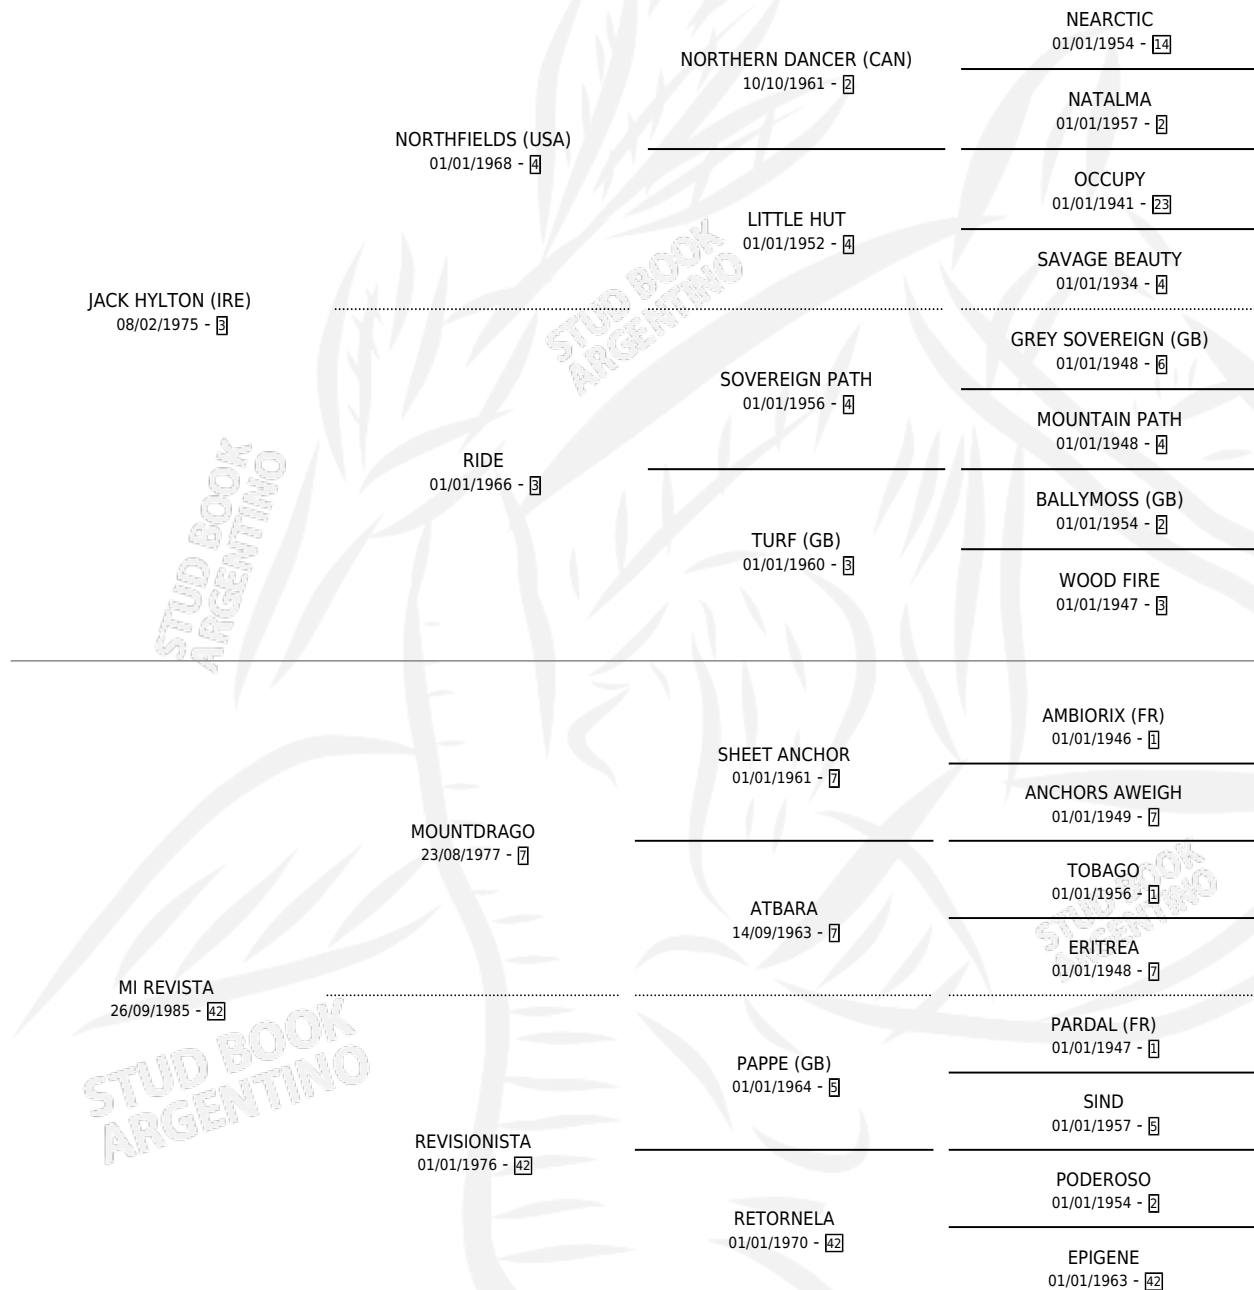 NEARCTIC
01/01/1954 - 14
NORTHERN DANCER (CAN)
10/10/1961 - 2
NATALMA
01/01/1957 - 2
NORTHFIELDS (USA)
01/01/1968 - 4
OCCUPY
01/01/1941 - 23
LITTLE HUT
01/01/1952 - 4
SAVAGE BEAUTY
01/01/1934 - 4
JACK HYLTON (IRE)
08/02/1975 - 3
GREY SOVEREIGN (GB)
01/01/1948 - 6
SOVEREIGN PATH
01/01/1956 - 4
MOUNTAIN PATH
01/01/1948 - 4
RIDE
01/01/1966 - 3
BALLYMOSS (GB)
01/01/1954 - 2
TURF (GB)
01/01/1960 - 3
WOOD FIRE
01/01/1947 - 3
AMBIORIX (FR)
01/01/1946 - 1
SHEET ANCHOR
01/01/1961 - 7
ANCHORS AWEIGH
01/01/1949 - 7
MOUNTDRAGO
23/08/1977 - 7
TOBAGO
01/01/1956 - 1
ATBARA
14/09/1963 - 7
ERITREA
01/01/1948 - 7
MI REVISTA
26/09/1985 - 42
PARDAL (FR)
01/01/1947 - 1
PAPPE (GB)
01/01/1964 - 5
SIND
01/01/1957 - 5
REVISIONISTA
01/01/1976 - 42
PODEROSO
01/01/1954 - 2
RETORNELA
01/01/1970 - 42
EPIGENE
01/01/1963 - 42
STUD BOOK
ARGENTINO
STUD BOOK
ARGENTINO
STUD BOOK
ARGENTINO
STUD BOOK
ARGENTINO